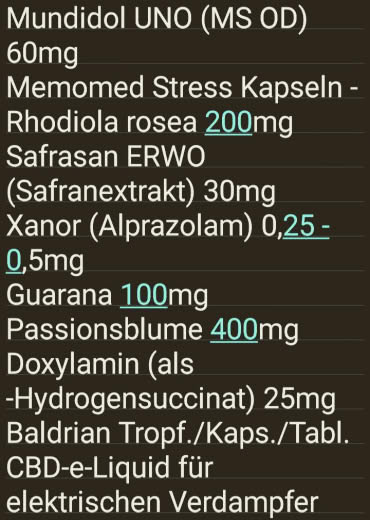 Mundidol UNO (MS OD)
60mg
Memomed Stress Kapseln -
Rhodiola rosea 200mg
Safrasan ERWO
(Safranextrakt) 30mg
Xanor (Alprazolam) 0,25 -
0,5mg
Guarana 100mg
Passionsblume 400mg
Doxylamin (als
-Hydrogensuccinat) 25mg
Baldrian Tropf./Kaps./Tabl.
CBD-e-Liquid für
elektrischen Verdampfer